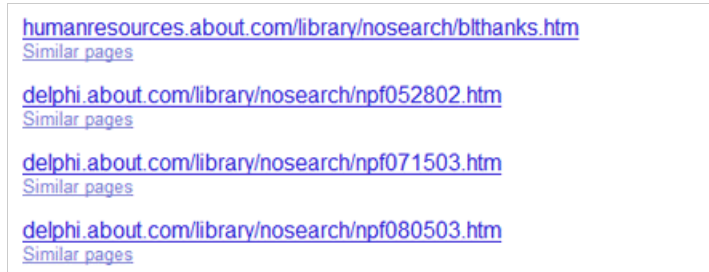 humanresources.about.com/library/nosearch/blthanks.htm
Similar pages
delphi.about.com/library/nosearch/npf052802.htm
Similar pages
delphi.about.com/library/nosearch/npf071503.htm
Similar pages
delphi.about.com/library/nosearch/npf080503.htm
Similar pages